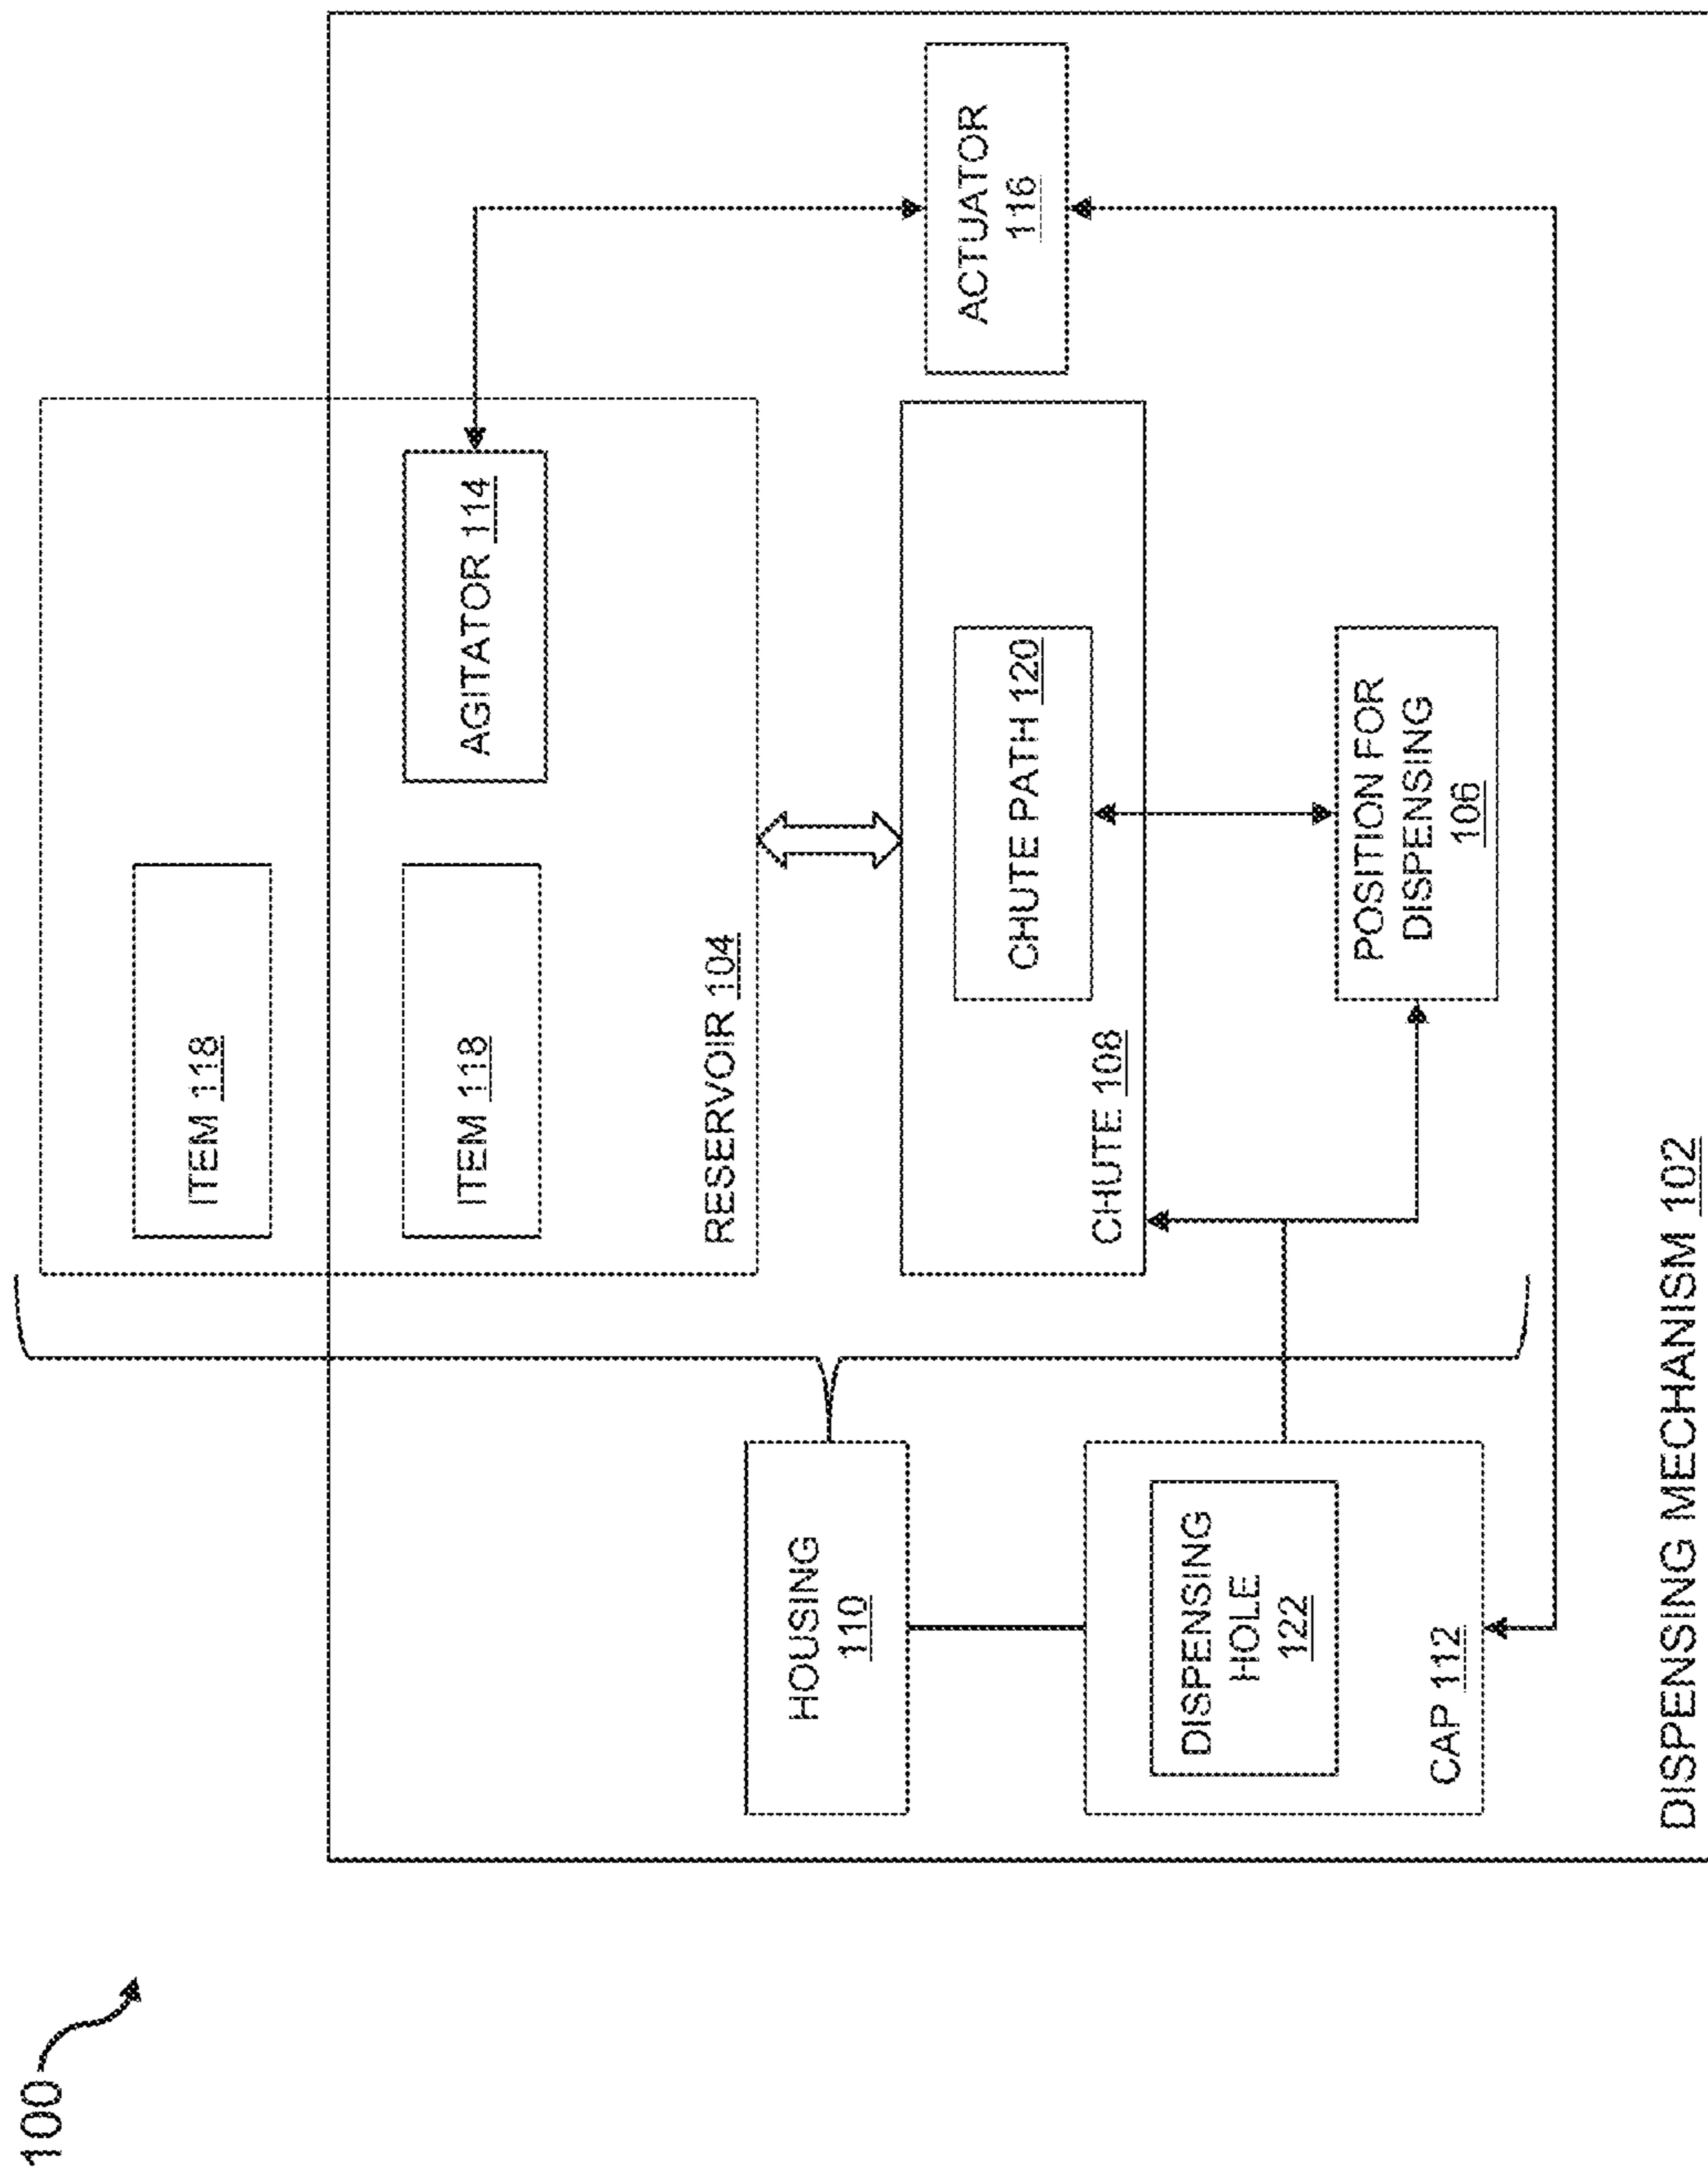 100
ITEM 118
ITEM 118
AGITATOR 114
RESERVOIR 104
HOUSING
110
CHUTE PATH 120
CHUTE 108
ACTUATOR
116
DISPENSING
HOLE
122
CAP 112
POSITION FOR
DISPENSING
106
DISPENSING MECHANISM 102